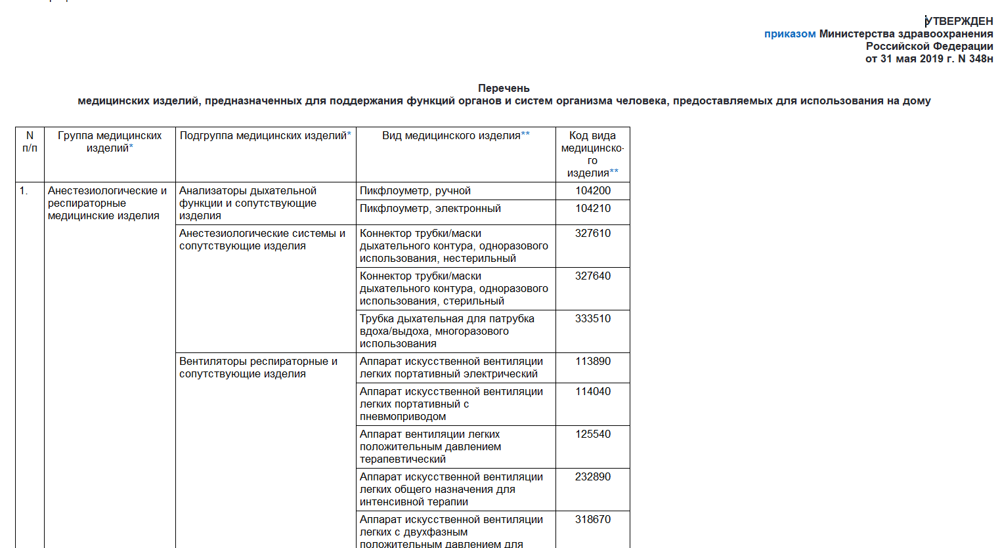 УТВЕРЖДЕН
приказом Министерства здравоохранения
Российской Федерации
от 31 мая 2019 г. N 348н
Перечень
медицинских изделий, предназначенных для поддержания функций органов и систем организма человека, предоставляемых для использования на дому
N
п/п
Группа медицинских
изделий*
Подгруппа медицинских изделий*
Вид медицинского изделия**
Код вида
медицинско-
го
изделия**
1.
Анестезиологические и
респираторные
медицинские изделия
Анализаторы дыхательной
функции и сопутствующие
изделия
Пикфлоуметр, ручной
104200
Пикфлоуметр, электронный
104210
Анестезиологические системы и
сопутствующие изделия
Коннектор трубки/маски
дыхательного контура, одноразового
использования, нестерильный
327610
Коннектор трубки/маски
дыхательного контура, одноразового
использования, стерильный
327640
Трубка дыхательная для патрубка
вдоха/выдоха, многоразового
использования
333510
Вентиляторы респираторные и
сопутствующие изделия
Аппарат искусственной вентиляции
легких портативный электрический
113890
Аппарат искусственной вентиляции
легких портативный с
пневмоприводом
114040
Аппарат вентиляции легких
положительным давлением
терапевтический
125540
Аппарат искусственной вентиляции
легких общего назначения для
интенсивной терапии
232890
Аппарат искусственной вентиляции
легких с двухфазным
положительным давлением для
318670